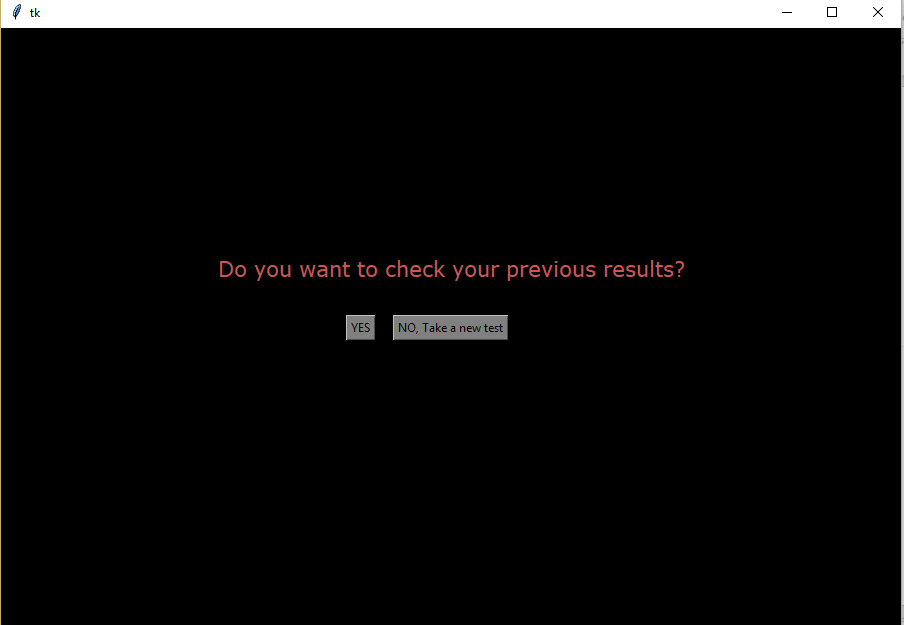 tk
Do you want to check your previous results?
YES
NO, Take a new test